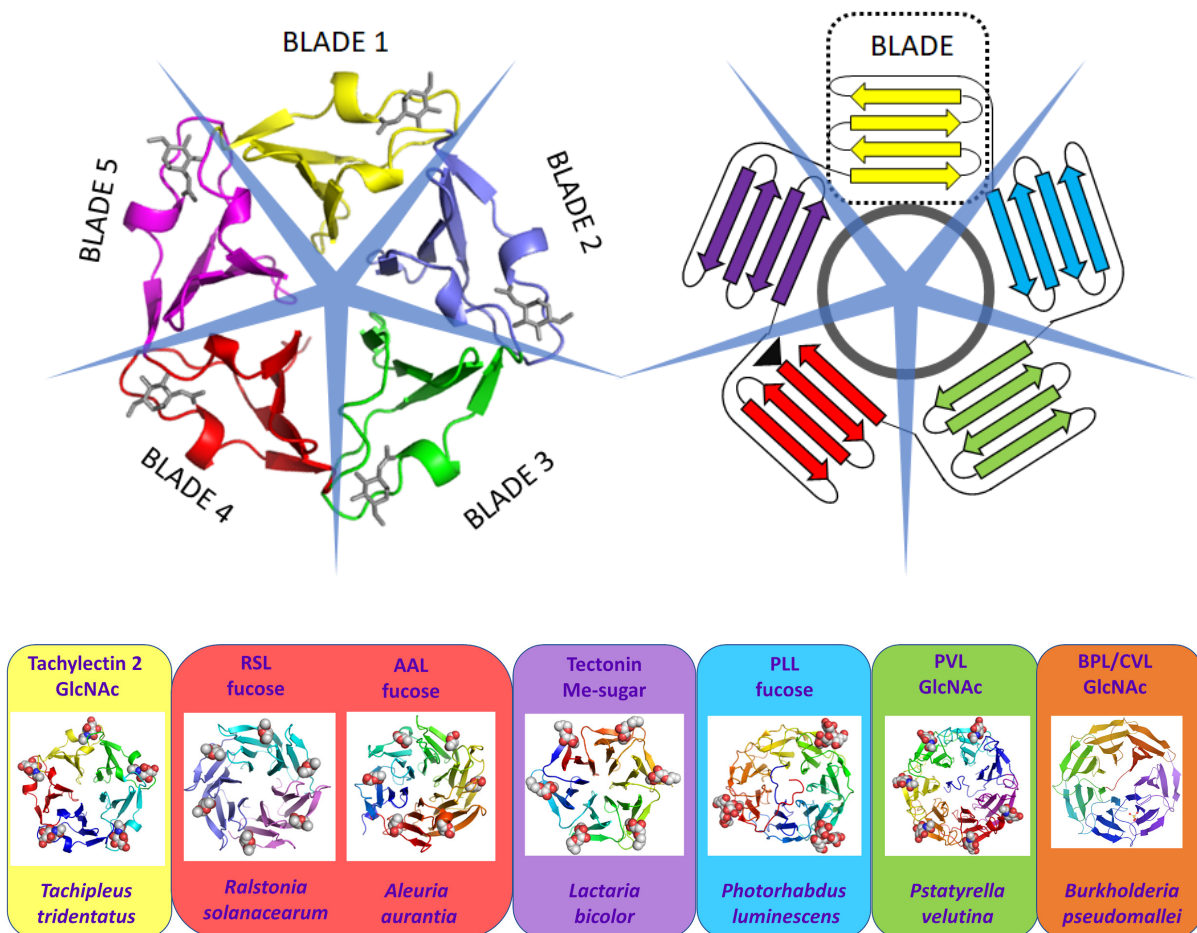 BLADE 1
BLADE 2
BLADE 3
BLADE 4
BLADE 5
BLADE
Tachylectin 2
GlcNAc
Tachipleus
tridentatus
RSL
fucose
Ralstonia
solanacearum
AAL
fucose
Aleuria
aurantia
Tectonin
Me-sugar
Lactaria
bicolor
PLL
fucose
Photorhabdus
luminescens
PVL
GlcNAc
Pstatyrella
velutina
BPL/CVL
GlcNAc
Burkholderia
pseudomallei